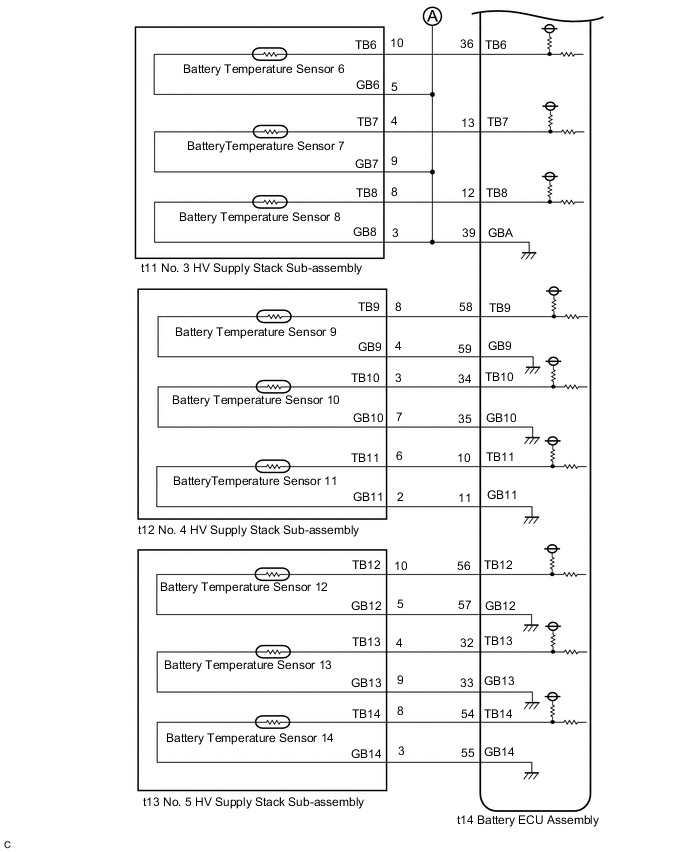 A
TB6 10 36 TB6
Battery Temperature Sensor 6
GB6 5
TB7 4 13 TB7
BatteryTemperature Sensor 7
GB7 9
TB8 8 12 TB8
Battery Temperature Sensor 8
GB8 3 39 GBA
t11 No. 3 HV Supply Stack Sub-assembly
TB9 8 58 TB9
Battery Temperature Sensor 9
GB9 4 59 GB9
TB10 3 34 TB10
Battery Temperature Sensor 10
GB10 7 35 GB10
TB11 6 10 TB11
BatteryTemperature Sensor 11
GB11 2 11 GB11
t12 No. 4 HV Supply Stack Sub-assembly
TB12 10 56 TB12
Battery Temperature Sensor 12
GB12 5 57 GB12
TB13 4 32 TB13
Battery Temperature Sensor 13
GB13 9 33 GB13
TB14 8 54 TB14
Battery Temperature Sensor 14
GB14 3 55 GB14
t13 No. 5 HV Supply Stack Sub-assembly
t14 Battery ECU Assembly
C